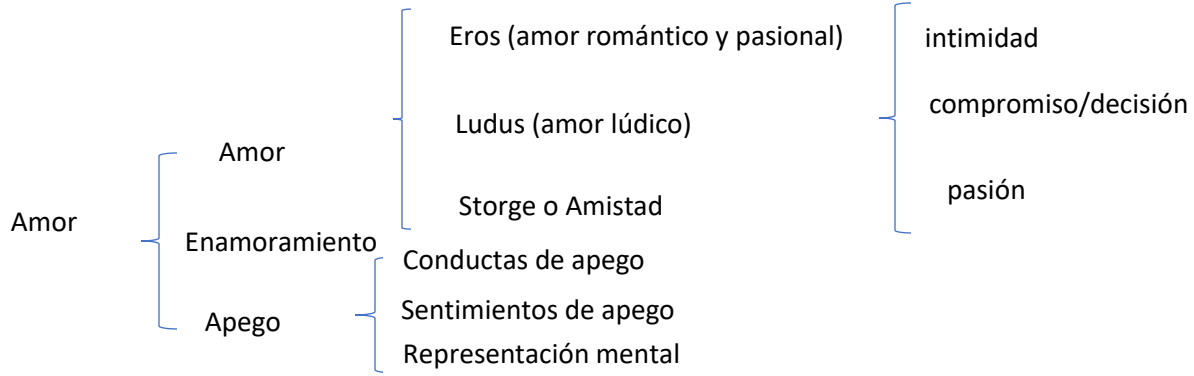 Amor
Amor
Enamoramiento
Apego
Eros (amor romántico y pasional)
Ludus (amor lúdico)
Storge o Amistad
intimidad
compromiso/decisión
pasión
Conductas de apego
Sentimientos de apego
Representación mental